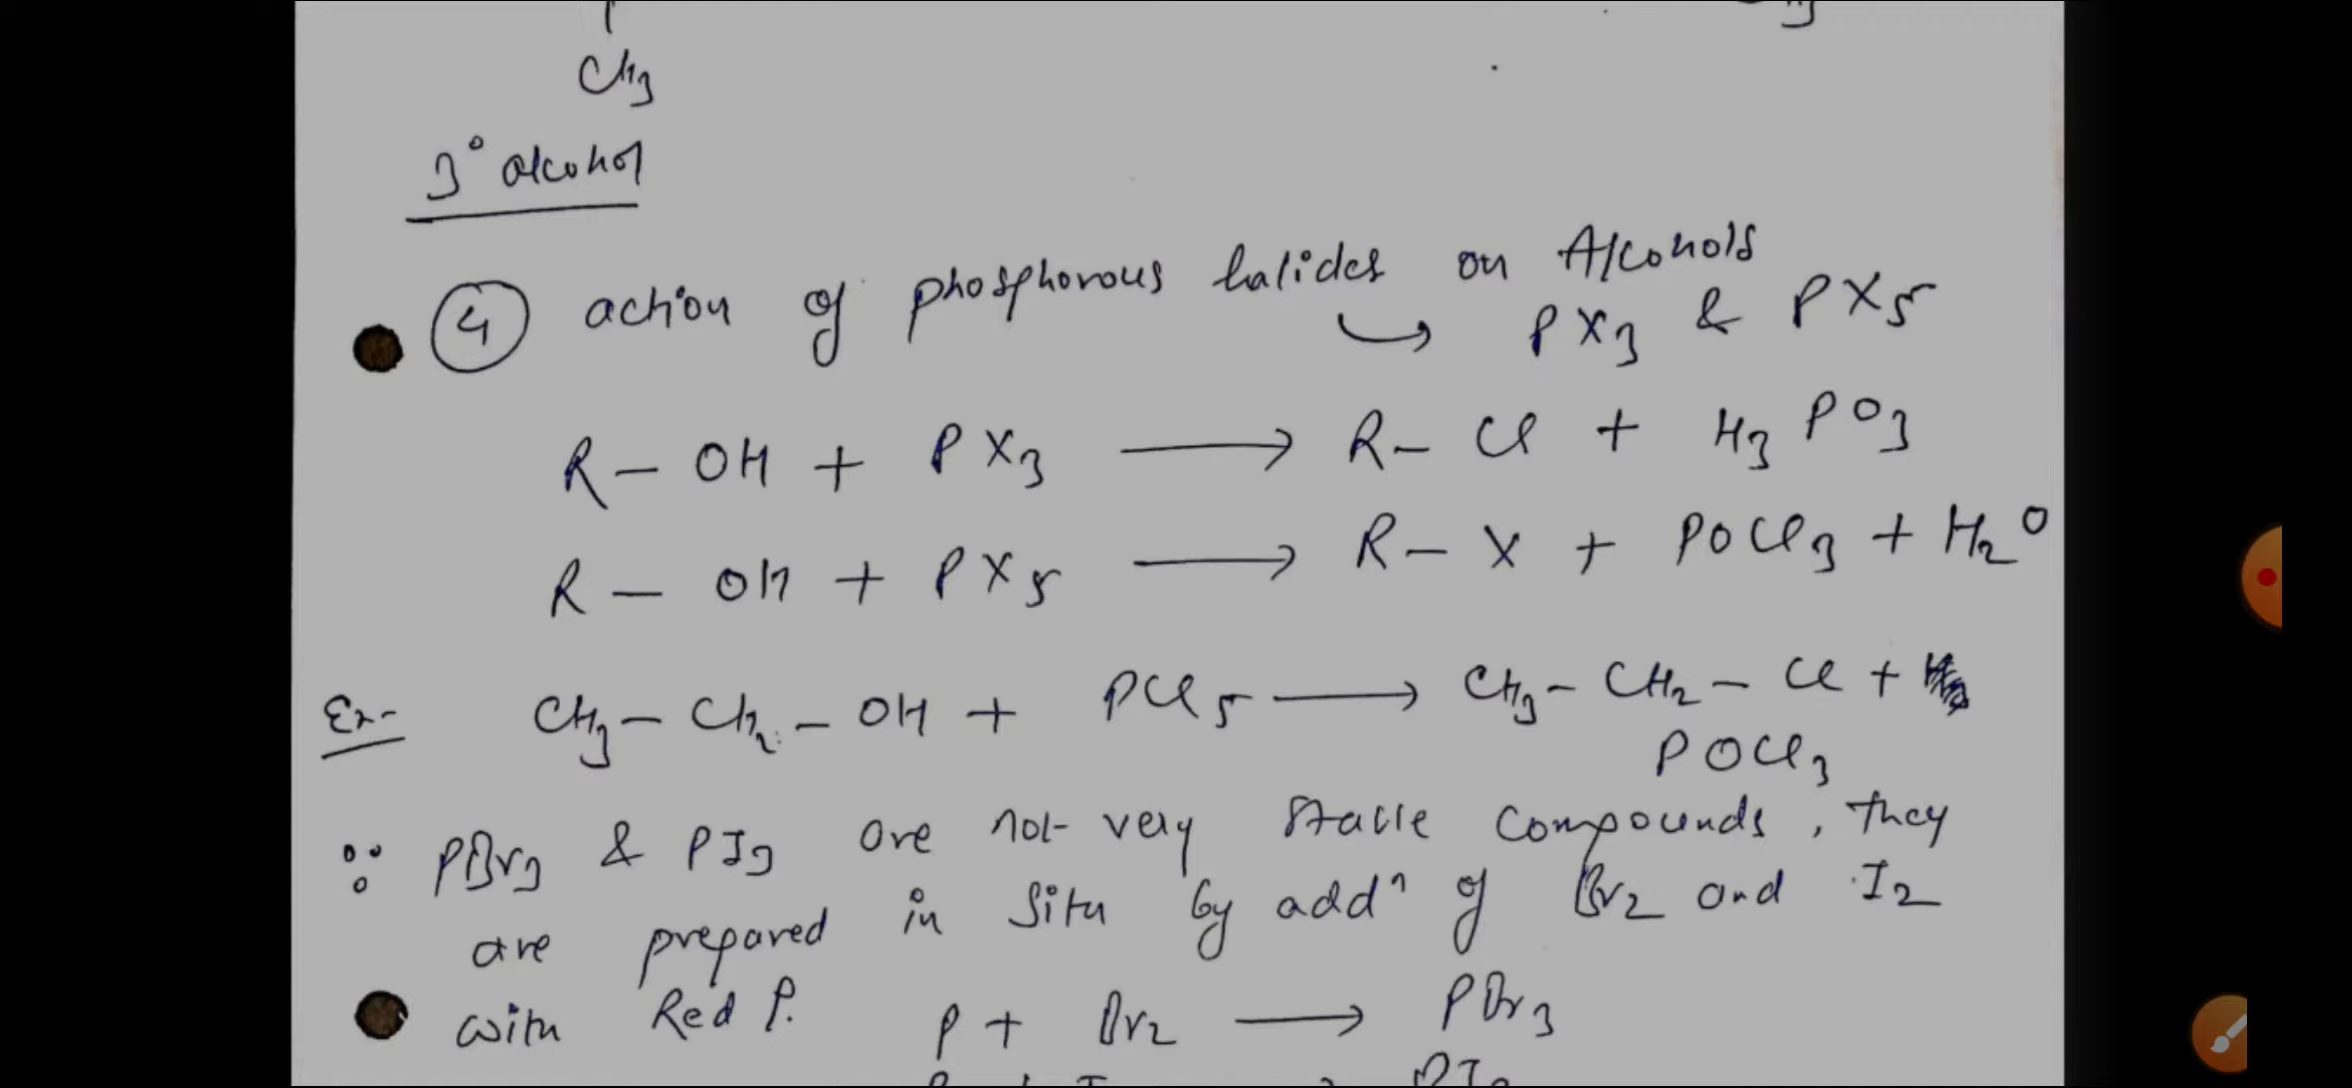 CH3
3° alcohol
④ action of phosphorous halides on Alcohols
↳ PX3 & PX5
R - OH + PX3 ⟶ R - Cl + H3PO3
R - OH + PX5 ⟶ R - X + POCl3 + H2O
Ex- CH3 - CH2 - OH + PCl5 ⟶ CH3 - CH2 - Cl +
POCl3
∵ PBr3 & PI3 are not very stable compounds, they
are prepared in situ by addn of Br2 and I2
with Red P.
P + Br2 ⟶ PBr3